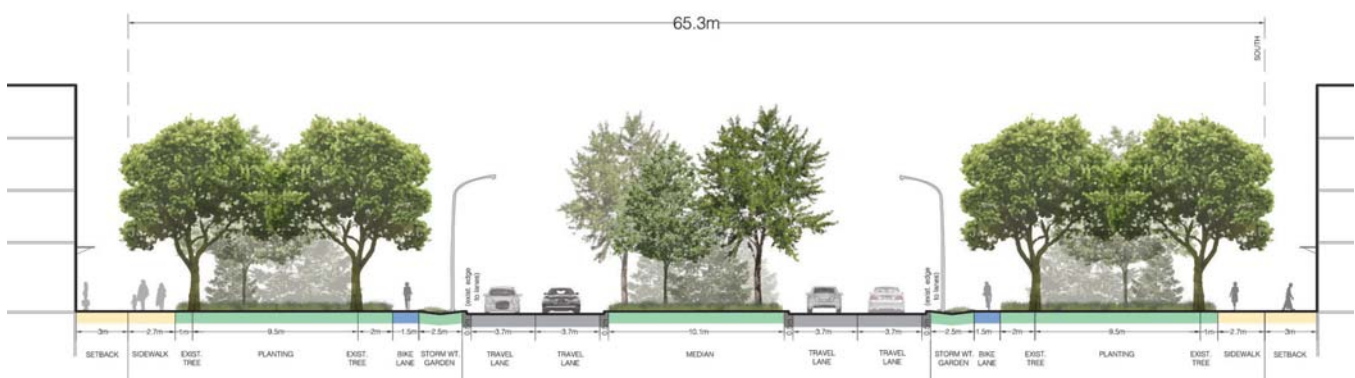 65.3m
SOUTH
(exist. edge
to lanes)
(exist. edge
to lanes)
3m 2.7m 1m 9.5m 2m 1.5m 2.5m 3.7m 3.7m 10.1m 3.7m 3.7m 2.5m 1.5m 2m 9.5m 1m 2.7m 3m
SETBACK SIDEWALK EXIST. PLANTING EXIST. BIKE STORM WT. TRAVEL TRAVEL MEDIAN TRAVEL TRAVEL STORM WT. BIKE EXIST. PLANTING EXIST. SIDEWALK SETBACK
TREE TREE LANE GARDEN LANE LANE LANE LANE GARDEN LANE TREE TREE